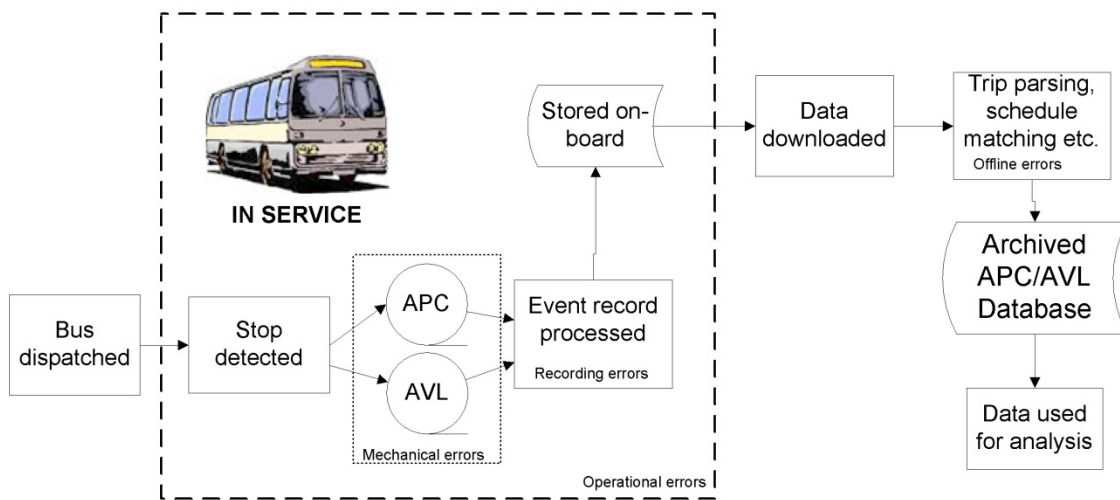 IN SERVICE
Bus
dispatched
Stop
detected
APC
AVL
Mechanical errors
Event record
processed
Recording errors
Operational errors
Stored on-
board
Data
downloaded
Trip parsing,
schedule
matching etc.
Offline errors
Archived
APC/AVL
Database
Data used
for analysis